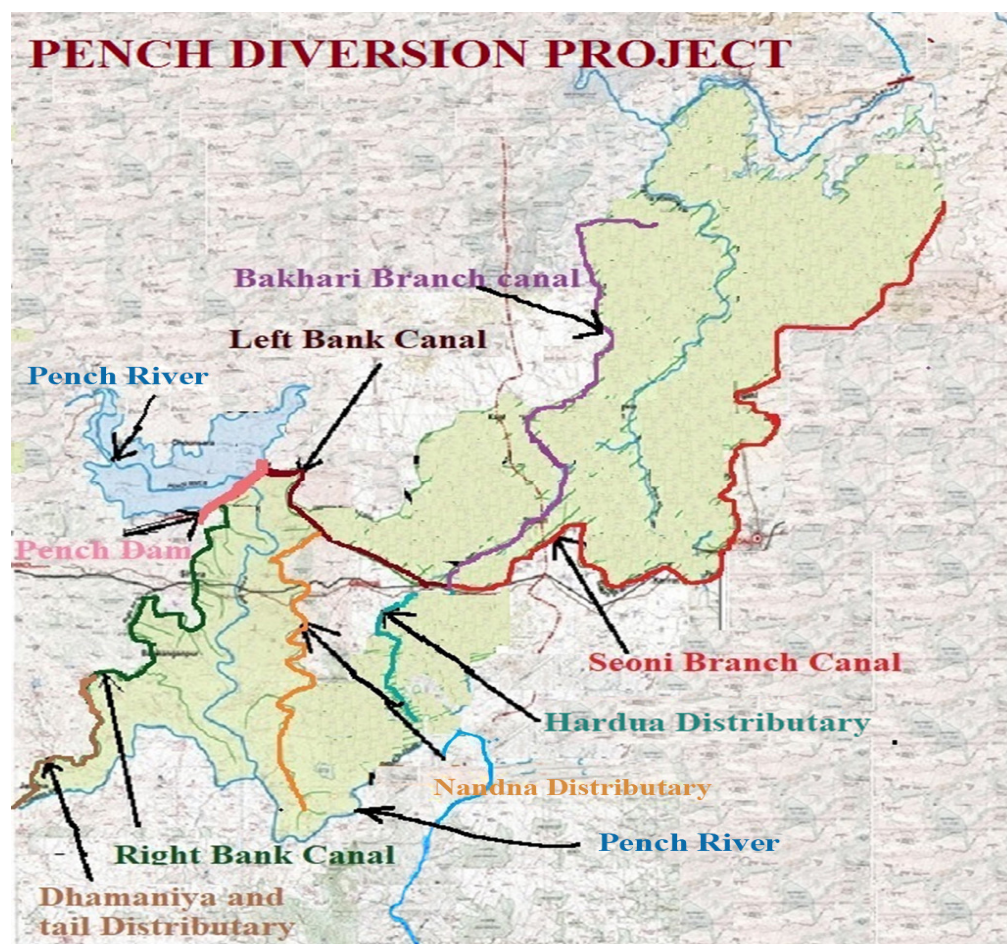 PENCH DIVERSION PROJECT
Bakhari Branch canal
Left Bank Canal
Pench River
Pench Dam
Seoni Branch Canal
Hardua Distributary
Nandna Distributary
Pench River
Right Bank Canal
Dhamaniya and
tail Distributary